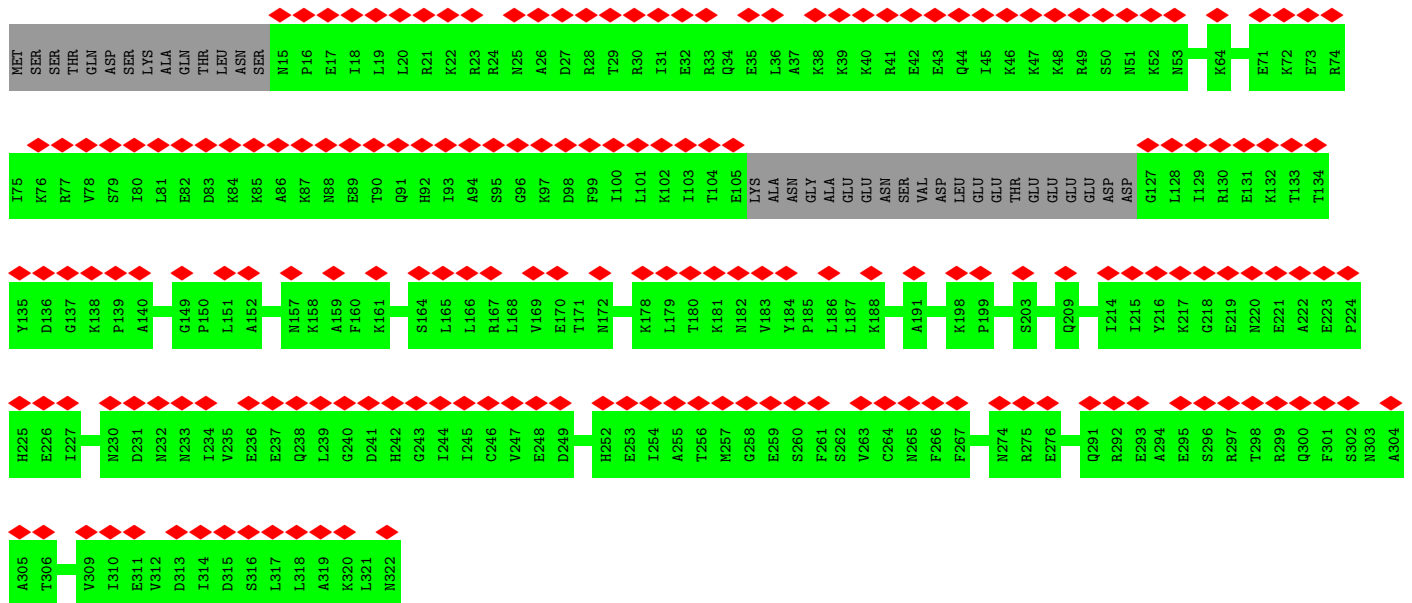 MET SER SER THR GLN ASP SER LYS ALA GLN THR LEU ASN SER N15 P16 E17 I18 L19 L20 R21 K22 R23 R24 N25 A26 D27 R28 T29 R30 I31 E32 R33 Q34 E35 L36 A37 K38 K39 K40 R41 E42 E43 Q44 I45 K46 K47 K48 R49 S50 N51 K52 N53 K64 E71 K72 E73 R74
I75 K76 R77 V78 S79 I80 L81 E82 D83 K84 K85 A86 K87 N88 E89 T90 Q91 H92 I93 A94 S95 G96 K97 D98 F99 I100 L101 K102 I103 T104 E105 LYS ALA ASN GLY ALA GLU GLU ASN SER VAL ASP LEU GLU GLU THR GLU GLU GLU GLU ASP ASP G127 L128 I129 R130 E131 K132 T133 T134
Y135 D136 G137 K138 P139 A140 G149 P150 L151 A152 N157 K158 A159 F160 K161 S164 L165 L166 R167 L168 V169 E170 T171 N172 K178 L179 T180 K181 N182 V183 Y184 P185 L186 L187 K188 A191 K198 P199 S203 Q209 I214 I215 Y216 K217 G218 E219 N220 E221 A222 E223 P224
H225 E226 I227 N230 D231 N232 N233 I234 V235 E236 E237 Q238 L239 G240 D241 H242 G243 I244 I245 C246 V247 E248 D249 H252 E253 I254 A255 T256 M257 G258 E259 S260 F261 S262 V263 C264 N265 F266 F267 N274 R275 E276 Q291 R292 E293 A294 E295 S296 R297 T298 R299 Q300 F301 S302 N303 A304
A305 T306 V309 I310 E311 V312 D313 I314 D315 S316 L317 L318 A319 K320 L321 N322